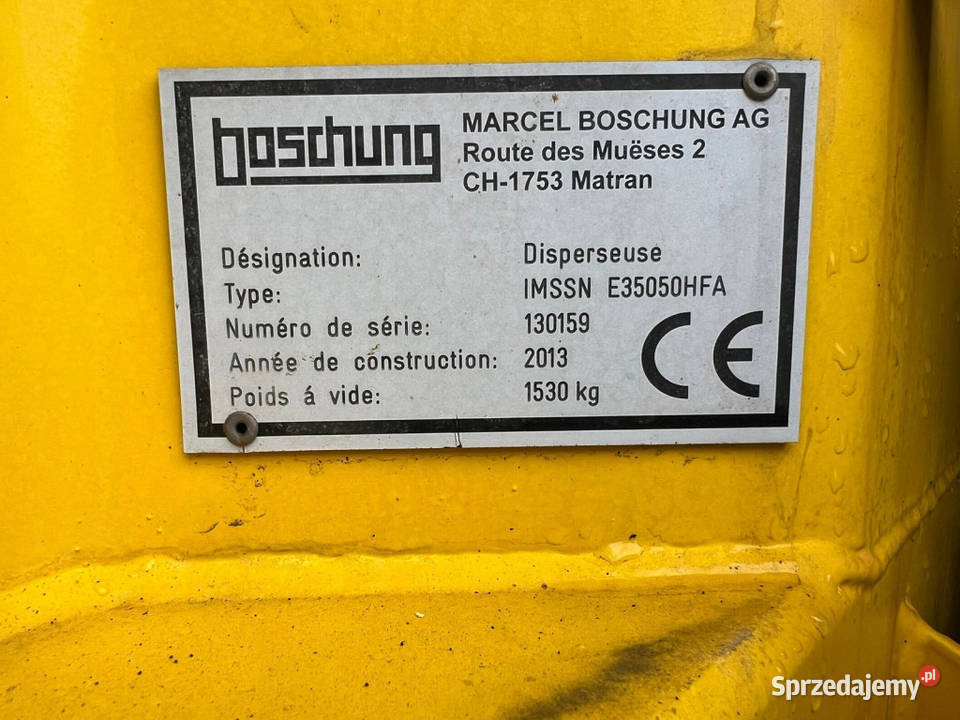 boschung
MARCEL BOSCHUNG AG
Route des Muëses 2
CH-1753 Matran
Désignation: Disperseuse
Type: IMSSN E35050HFA
Numéro de série: 130159
Année de construction: 2013
Poids á vide: 1530 kg
CE
Sprzedajemy.pl